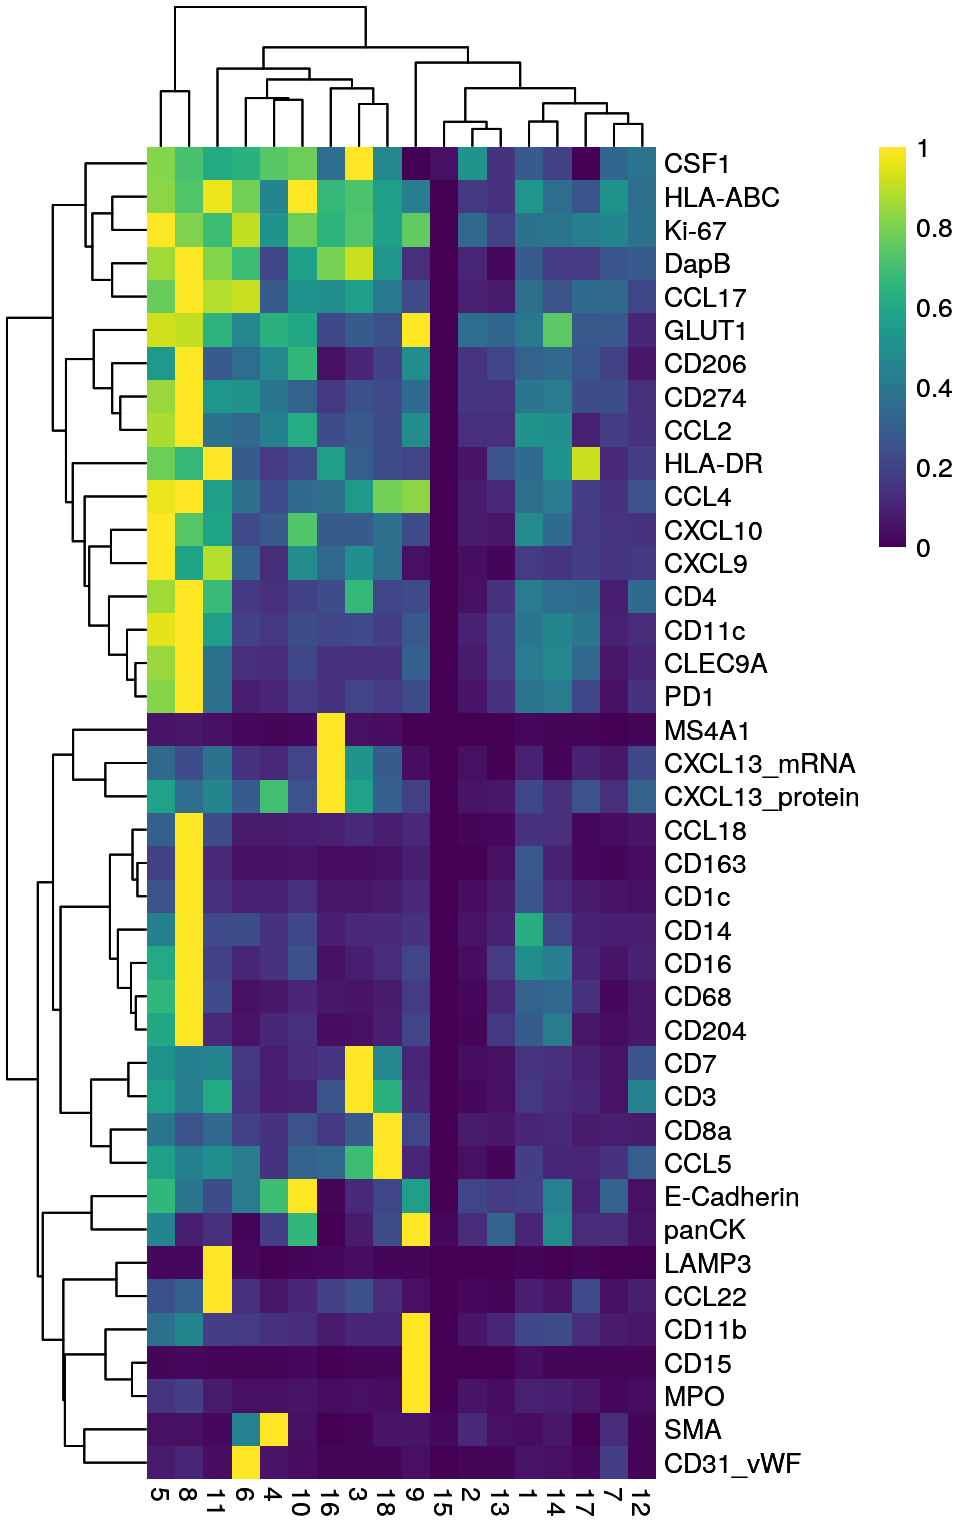 CSF1
HLA-ABC
Ki-67
DapB
CCL17
GLUT1
CD206
CD274
CCL2
HLA-DR
CCL4
CXCL10
CXCL9
CD4
CD11c
CLEC9A
PD1
MS4A1
CXCL13_mRNA
CXCL13_protein
CCL18
CD163
CD1c
CD14
CD16
CD68
CD204
CD7
CD3
CD8a
CCL5
E-Cadherin
panCK
LAMP3
CCL22
CD11b
CD15
MPO
SMA
CD31_vWF
5 8 11 6 4 10 16 3 18 9 15 2 13 1 14 17 7 12
1
0.8
0.6
0.4
0.2
0